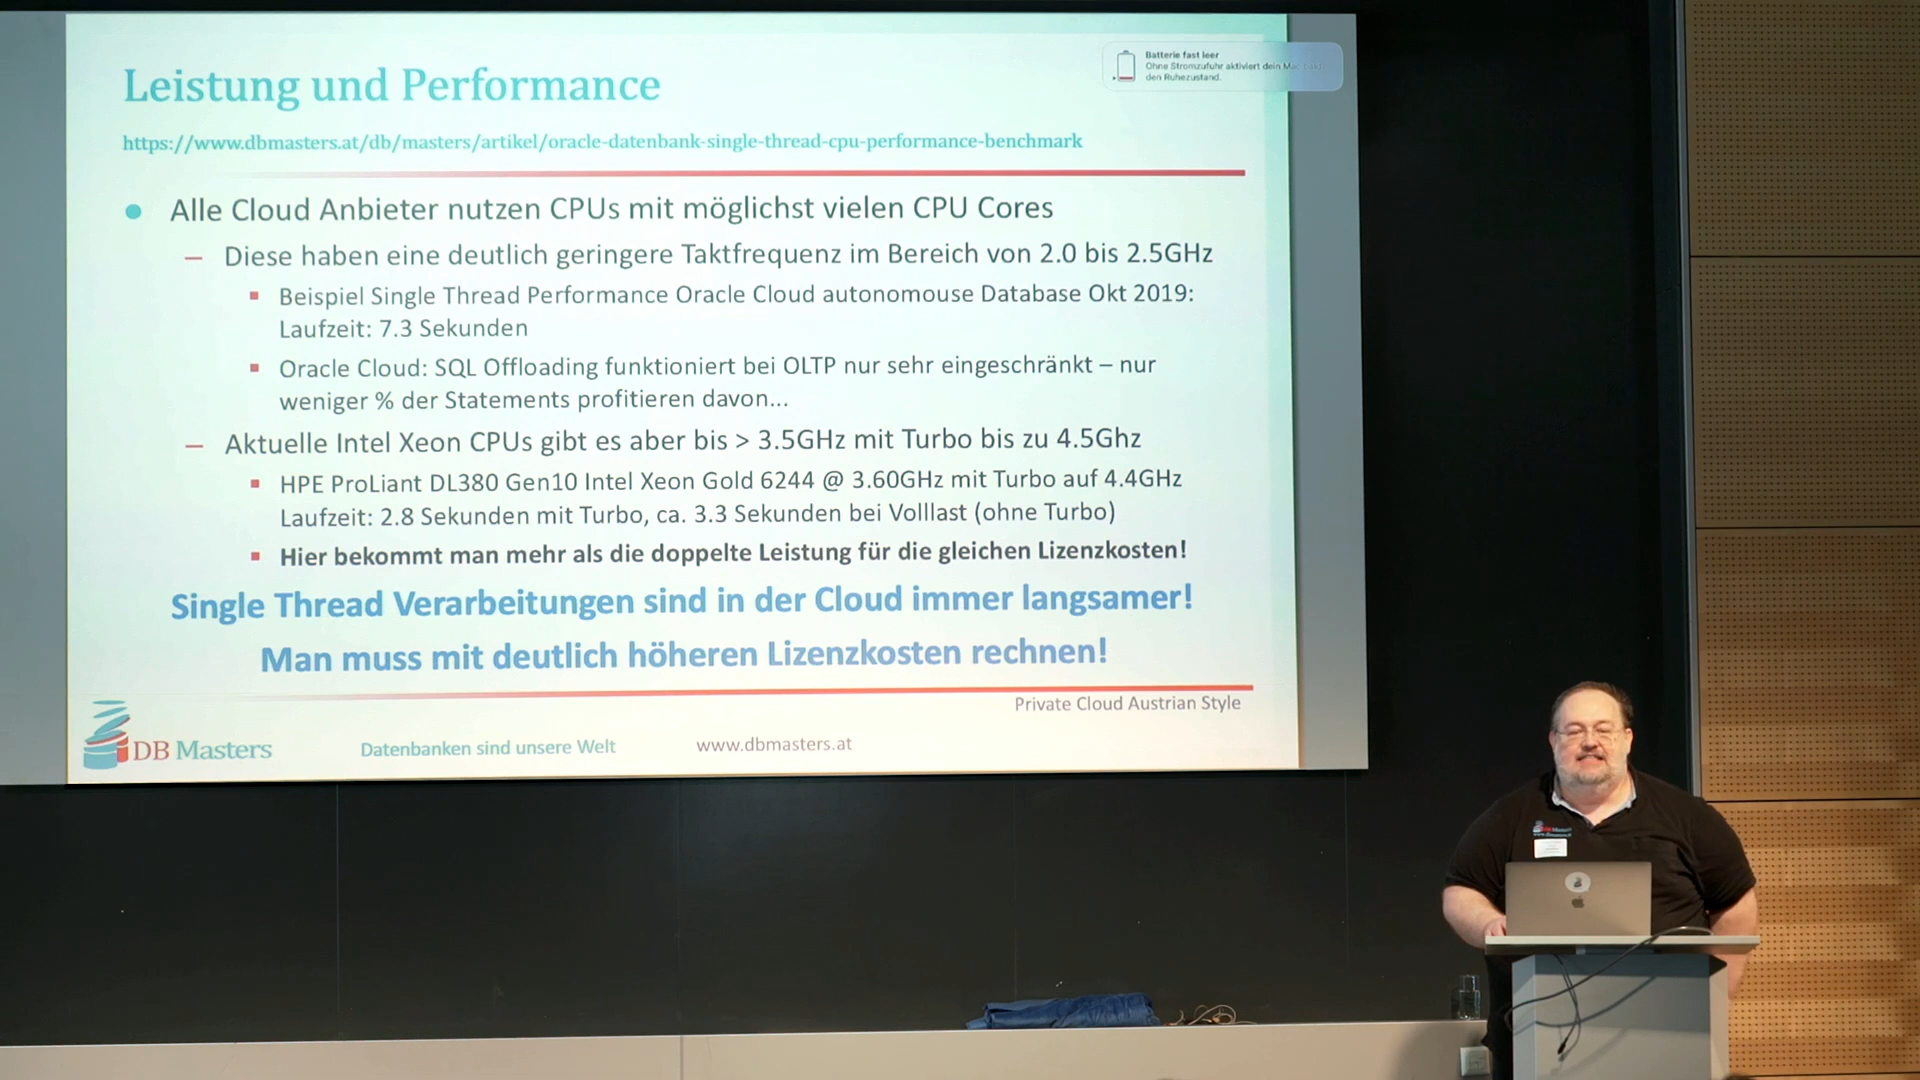 Batterie fast leer
Ohne Stromzufuhr aktiviert dein Mac bald
den Ruhezustand.
Leistung und Performance
https://www.dbmasters.at/db/masters/artikel/oracle-datenbank-single-thread-cpu-performance-benchmark
Alle Cloud Anbieter nutzen CPUs mit möglichst vielen CPU Cores
– Diese haben eine deutlich geringere Taktfrequenz im Bereich von 2.0 bis 2.5GHz
Beispiel Single Thread Performance Oracle Cloud autonomouse Database Okt 2019:
Laufzeit: 7.3 Sekunden
Oracle Cloud: SQL Offloading funktioniert bei OLTP nur sehr eingeschränkt – nur
weniger % der Statements profitieren davon...
– Aktuelle Intel Xeon CPUs gibt es aber bis > 3.5GHz mit Turbo bis zu 4.5Ghz
HPE ProLiant DL380 Gen10 Intel Xeon Gold 6244 @ 3.60GHz mit Turbo auf 4.4GHz
Laufzeit: 2.8 Sekunden mit Turbo, ca. 3.3 Sekunden bei Volllast (ohne Turbo)
Hier bekommt man mehr als die doppelte Leistung für die gleichen Lizenzkosten!
Single Thread Verarbeitungen sind in der Cloud immer langsamer!
Man muss mit deutlich höheren Lizenzkosten rechnen!
Private Cloud Austrian Style
DB Masters
Datenbanken sind unsere Welt
www.dbmasters.at